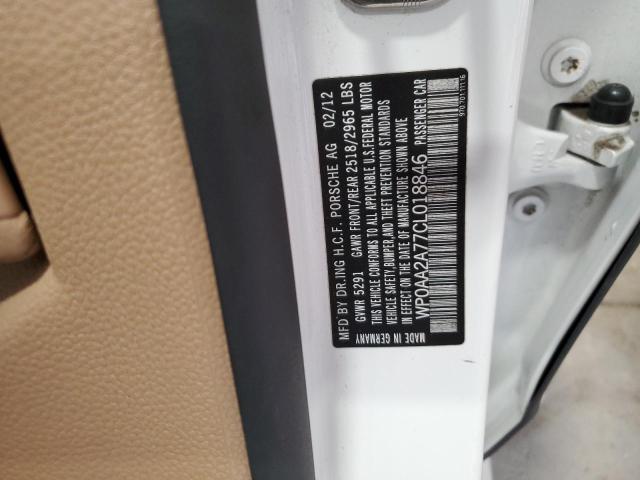 MFD BY DR.ING H.C.F. PORSCHE AG 02/12
GVWR 5291 GAWR FRONT/REAR 2518/2965 LBS
THIS VEHICLE CONFORMS TO ALL APPLICABLE U.S.FEDERAL MOTOR
VEHICLE SAFETY,BUMPER,AND THEFT PREVENTION STANDARDS
IN EFFECT ON THE DATE OF MANUFACTURE SHOWN ABOVE
WP0AA2A77CL018846 PASSENGER CAR
MADE IN GERMANY
9107011116